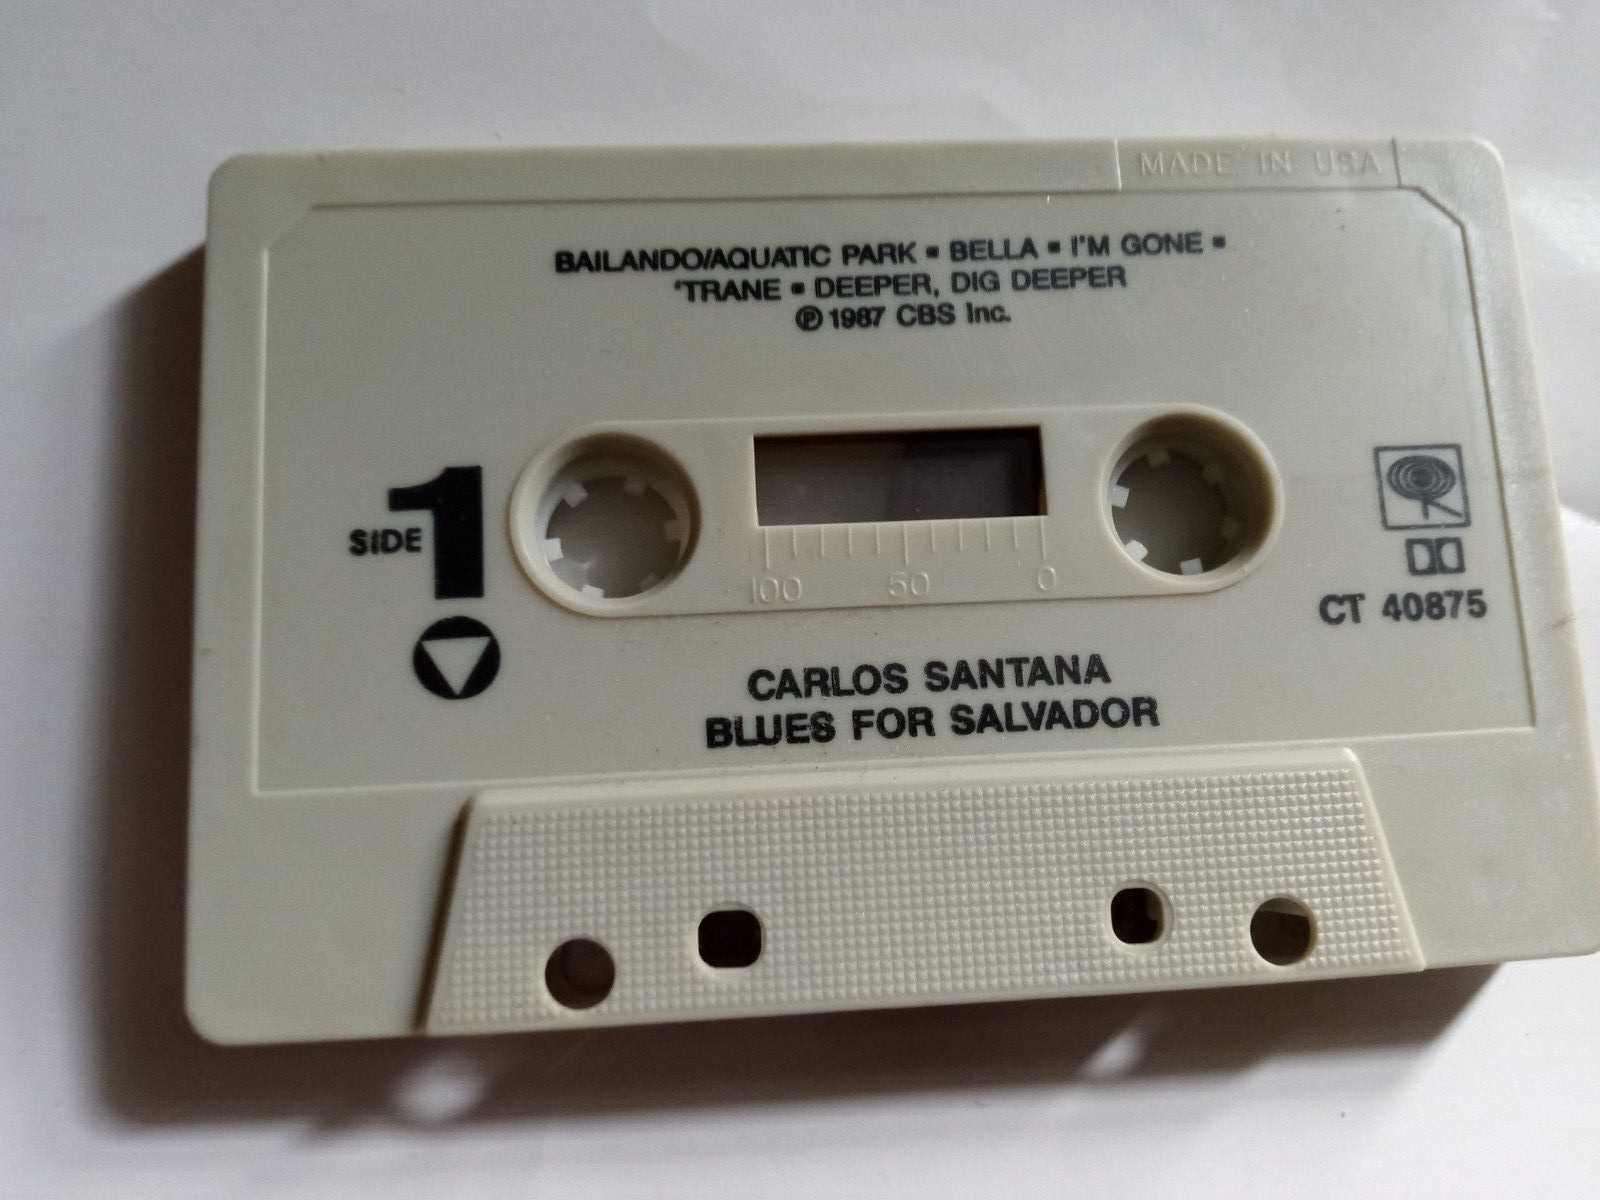 MADE IN USA
BAILANDO/AQUATIC PARK ▪ BELLA ▪ I'M GONE ▪
'TRANE ▪ DEEPER, DIG DEEPER
℗ 1987 CBS Inc.
SIDE 1
100 50 0
CT 40875
CARLOS SANTANA
BLUES FOR SALVADOR